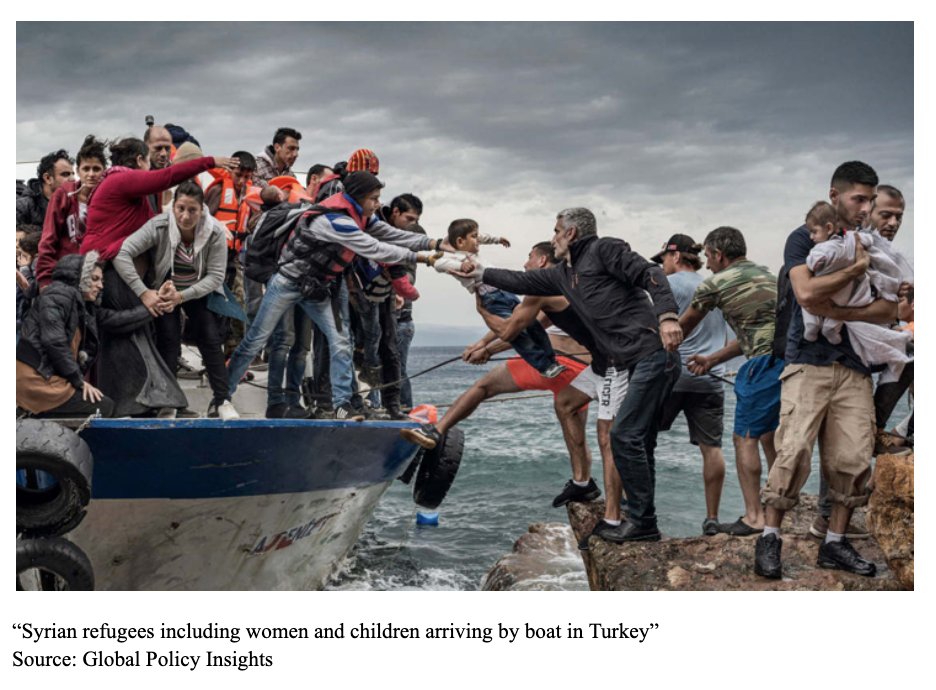 “Syrian refugees including women and children arriving by boat in Turkey”
Source: Global Policy Insights